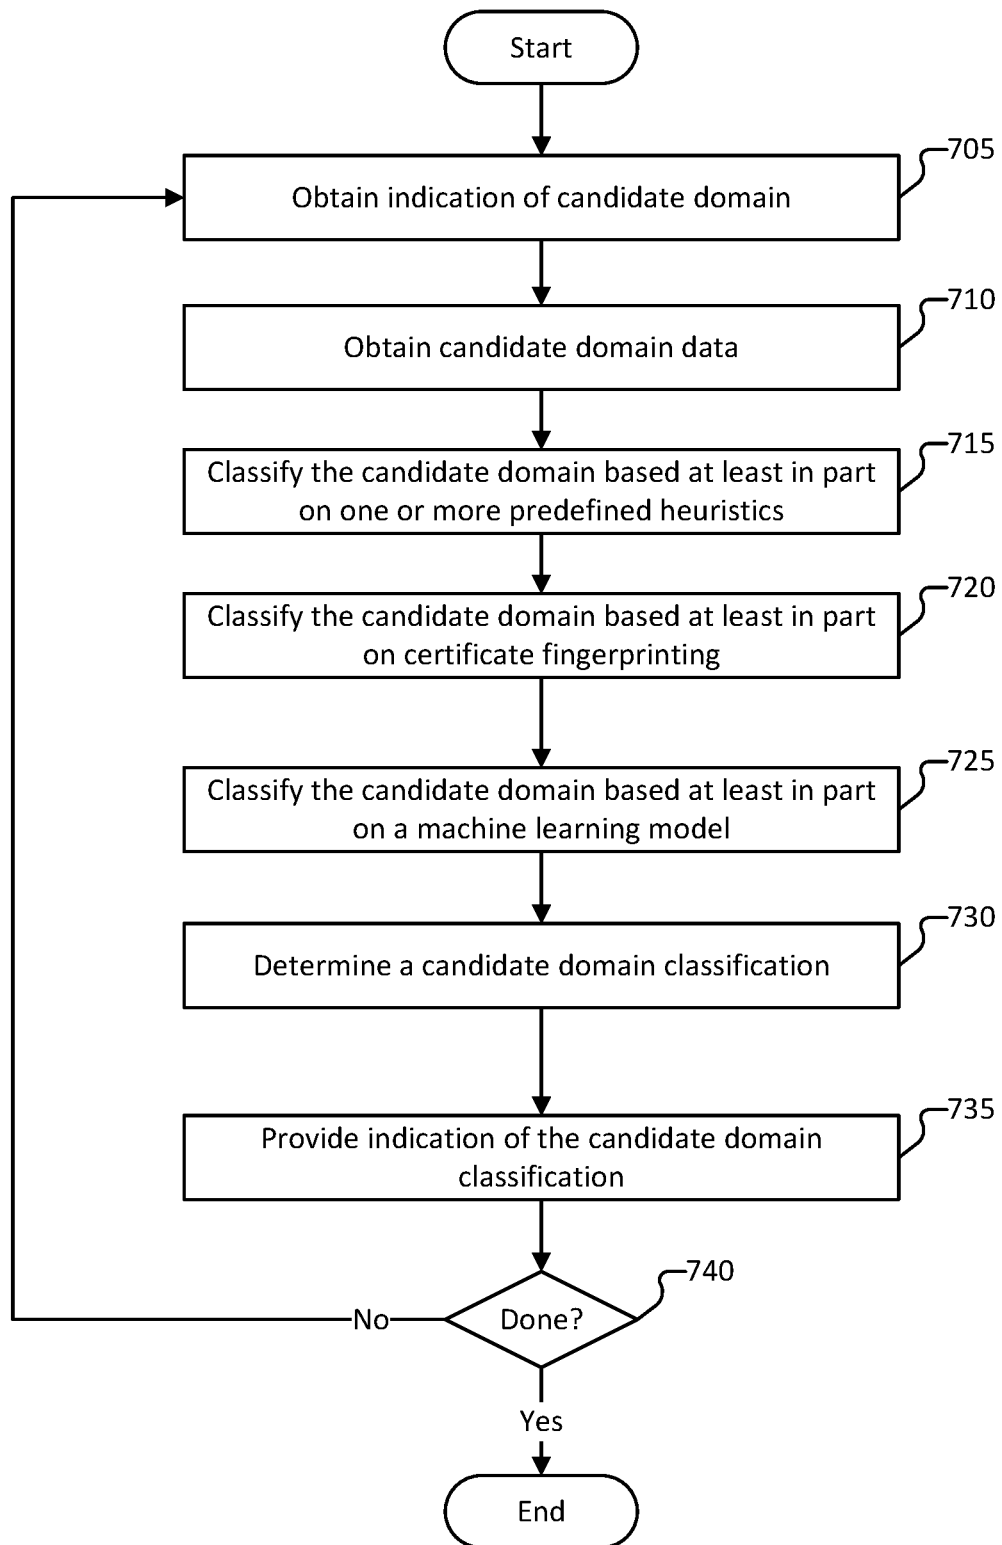 Start
705
Obtain indication of candidate domain
710
Obtain candidate domain data
715
Classify the candidate domain based at least in part
on one or more predefined heuristics
720
Classify the candidate domain based at least in part
on certificate fingerprinting
725
Classify the candidate domain based at least in part
on a machine learning model
730
Determine a candidate domain classification
735
Provide indication of the candidate domain
classification
740
Done?
No
Yes
End